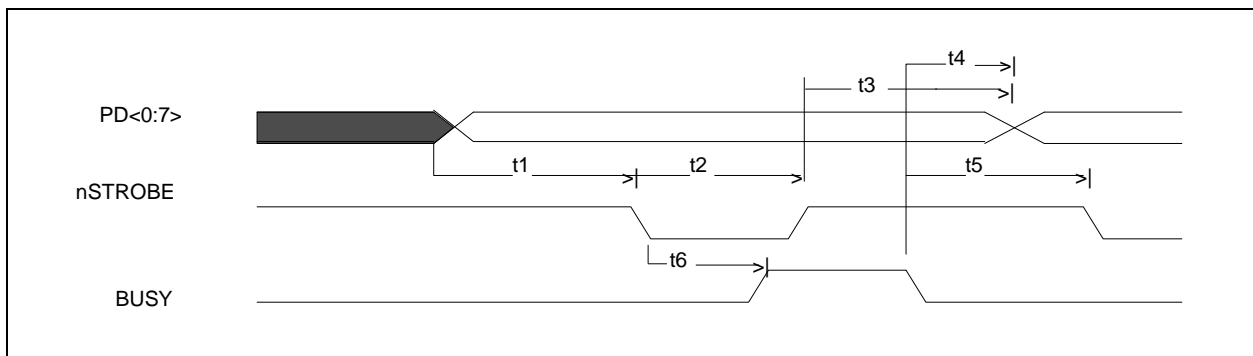 t4
t3
PD<0:7>
t1
t2
t5
nSTROBE
t6
BUSY